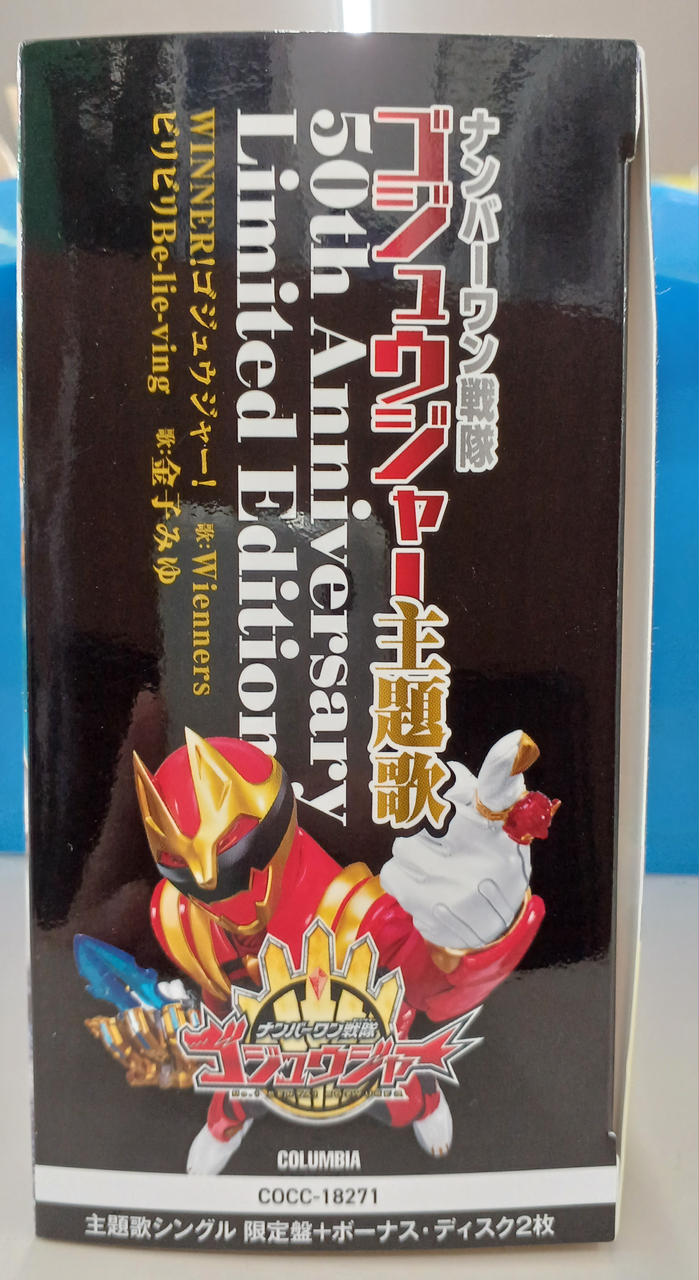 ナンバーワン戦隊
ゴジュウジャー主題歌
50th Anniversary
Limited Edition
WINNER!ゴジュウジャー! 歌:Wienners
ビリビリBe-lie-ving 歌:金子みゆ
ナンバーワン戦隊
ゴジュウジャー
COLUMBIA
COCC-18271
主題歌シングル 限定盤+ボーナス・ディスク2枚